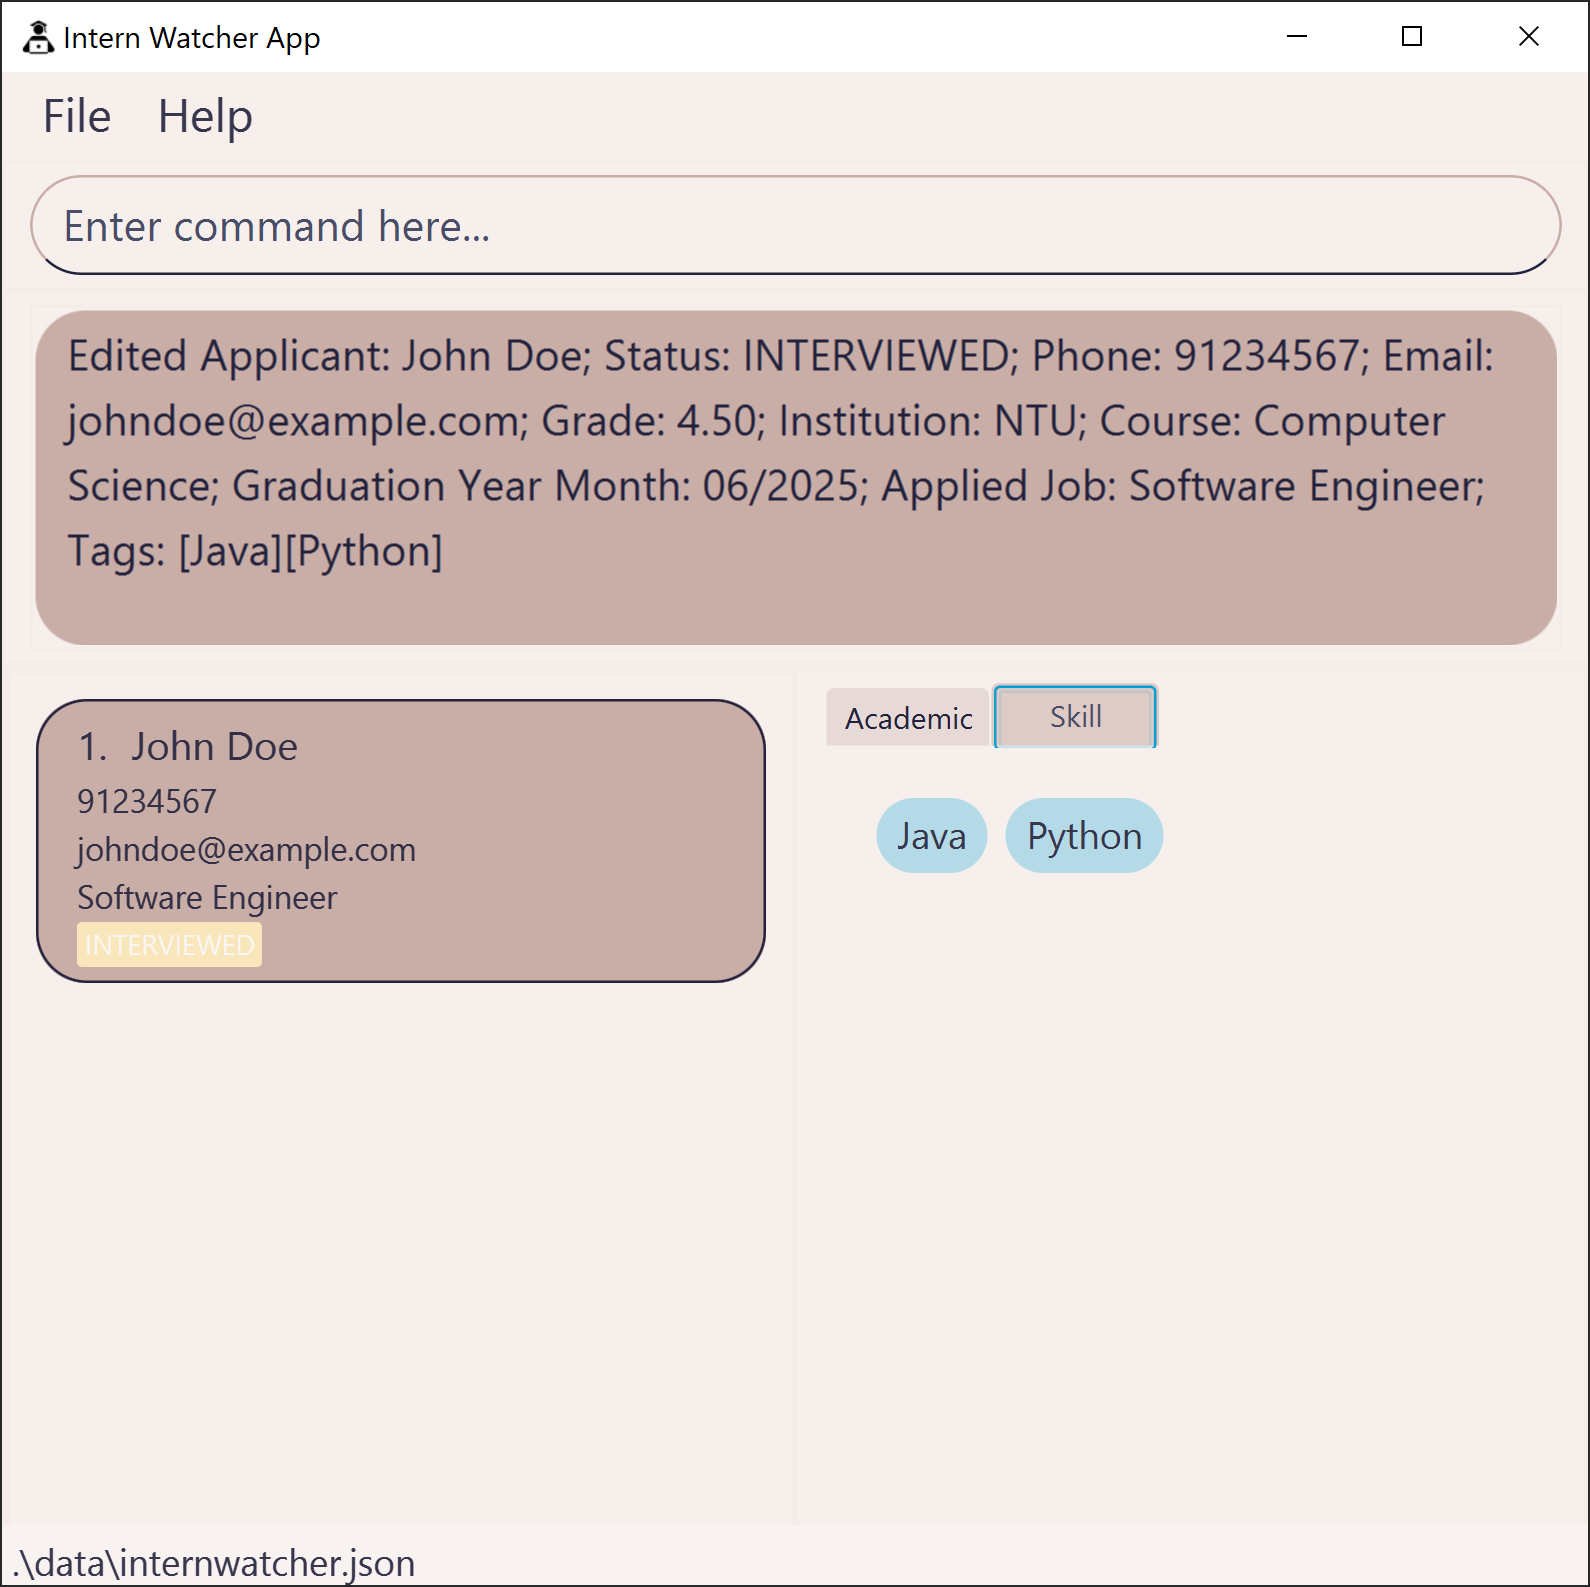 Intern Watcher App
File Help
Enter command here...
Edited Applicant: John Doe; Status: INTERVIEWED; Phone: 91234567; Email:
johndoe@example.com; Grade: 4.50; Institution: NTU; Course: Computer
Science; Graduation Year Month: 06/2025; Applied Job: Software Engineer;
Tags: [Java][Python]
1. John Doe
91234567
johndoe@example.com
Software Engineer
INTERVIEWED
Academic Skill
Java Python
.\data\internwatcher.json